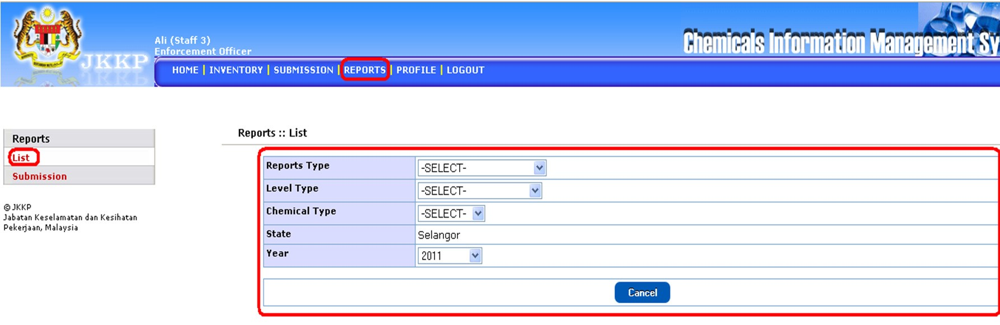 JKKP
Ali (Staff 3)
Enforcement Officer
Chemicals Information Management Sy
HOME | INVENTORY | SUBMISSION | REPORTS | PROFILE | LOGOUT
Reports
List
Submission
© JKKP
Jabatan Keselamatan dan Kesihatan
Pekerjaan, Malaysia
Reports :: List
Reports Type -SELECT-
Level Type -SELECT-
Chemical Type -SELECT-
State Selangor
Year 2011
Cancel